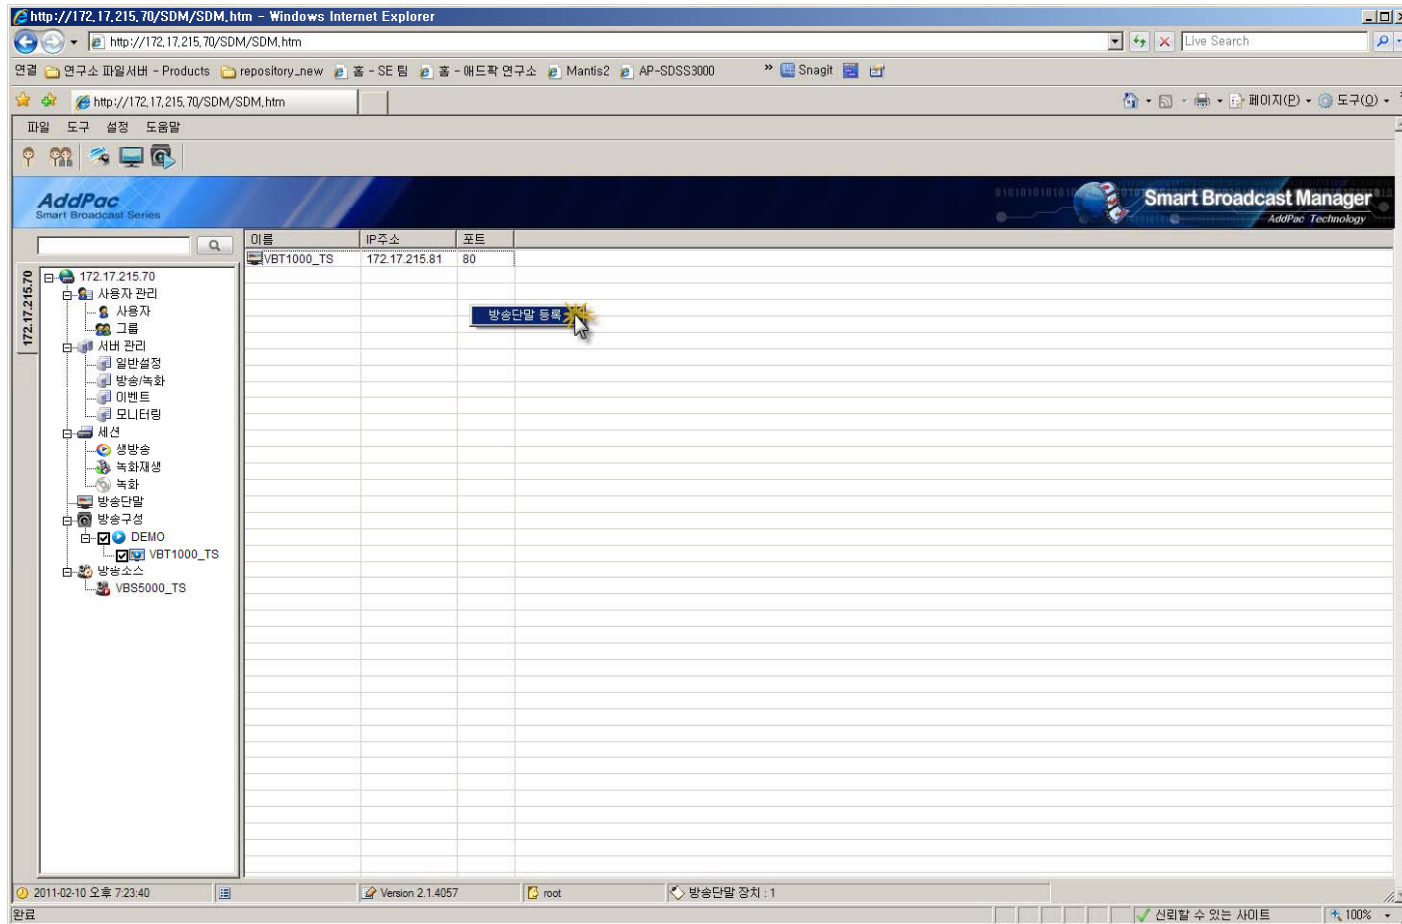 http://172.17.215.70/SDM/SDM.htm - Windows Internet Explorer
http://172.17.215.70/SDM/SDM.htm
Live Search
연결 연구소 파일서버 - Products repository_new 홈 - SE 팀 홈 - 애드팍 연구소 Mantis2 AP-SDSS3000 » Snagit
http://172.17.215.70/SDM/SDM.htm
페이지(P) 도구(O)
파일 도구 설정 도움말
AddPac
Smart Broadcast Series
Smart Broadcast Manager
AddPac Technology
이름 IP주소 포트
VBT1000_TS 172.17.215.81 80
172.17.215.70
방송단말 등록
172.17.215.70
사용자 관리
사용자
그룹
서버 관리
일반설정
방송/녹화
이벤트
모니터링
세션
생방송
녹화재생
녹화
방송단말
방송구성
DEMO
VBT1000_TS
방송소스
VBS5000_TS
2011-02-10 오후 7:23:40
Version 2.1.4057
root
방송단말 장치 : 1
완료
신뢰할 수 있는 사이트
100%